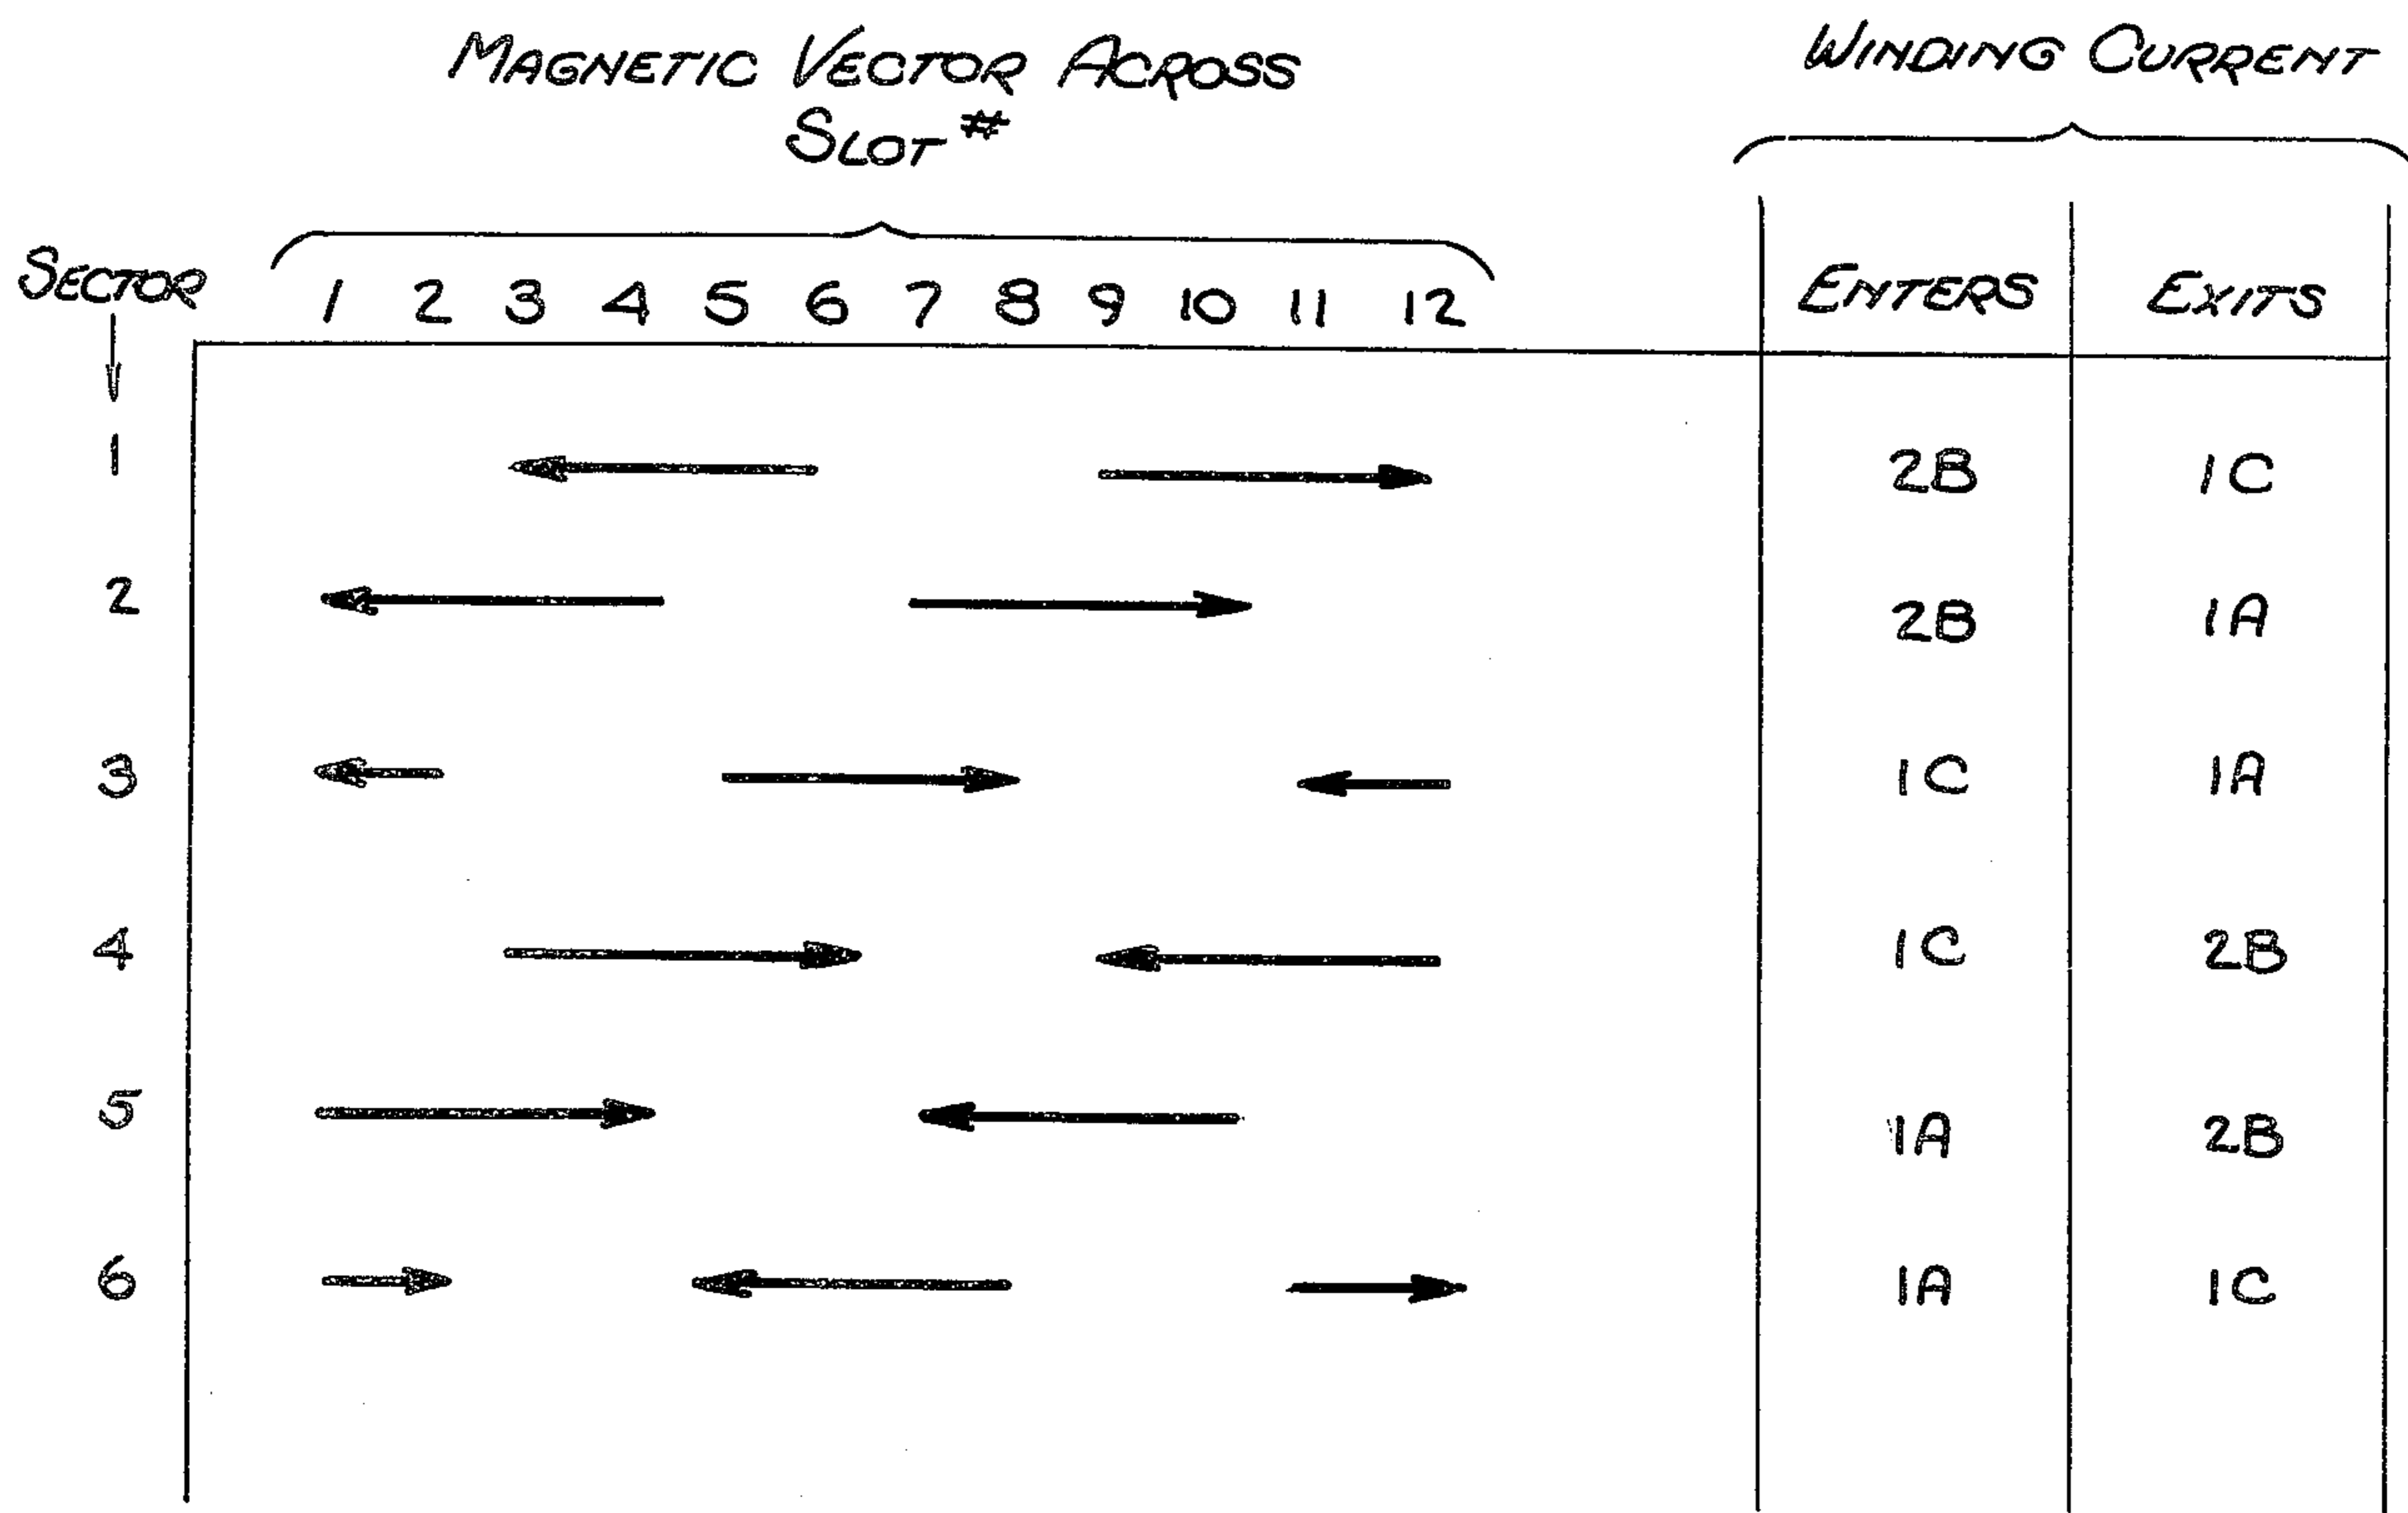 MAGNETIC VECTOR ACROSS
SLOT #
WINDING CURRENT
SECTOR 1 2 3 4 5 6 7 8 9 10 11 12 ENTERS EXITS
1 2B 1C
2 2B 1A
3 1C 1A
4 1C 2B
5 1A 2B
6 1A 1C